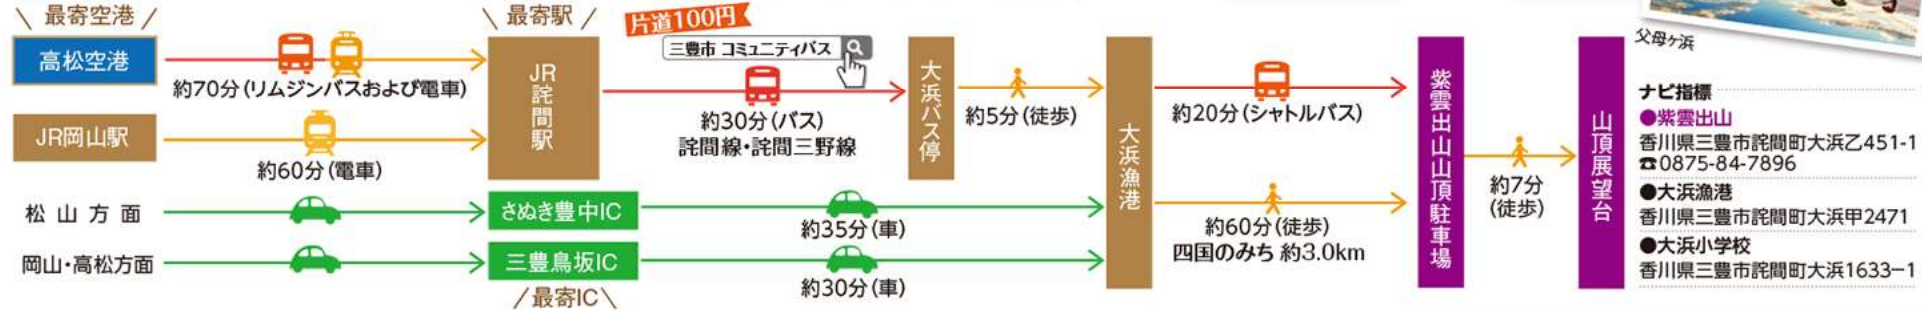 最寄空港
高松空港
約70分(リムジンバスおよび電車)
JR岡山駅
約60分(電車)
松山方面
岡山・高松方面
最寄駅
JR詫間駅
さぬき豊中IC
三豊鳥坂IC
最寄IC
片道100円
三豊市 コミュニティバス
約30分(バス)
詫間線・詫間三野線
大浜バス停
約5分(徒歩)
約35分(車)
約30分(車)
大浜漁港
約20分(シャトルバス)
約60分(徒歩)
四国のみち 約3.0km
紫雲出山山頂駐車場
約7分
(徒歩)
山頂展望台
父母ヶ浜
ナビ指標
●紫雲出山
香川県三豊市詫間町大浜乙451-1
☎0875-84-7896
●大浜漁港
香川県三豊市詫間町大浜甲2471
●大浜小学校
香川県三豊市詫間町大浜1633-1